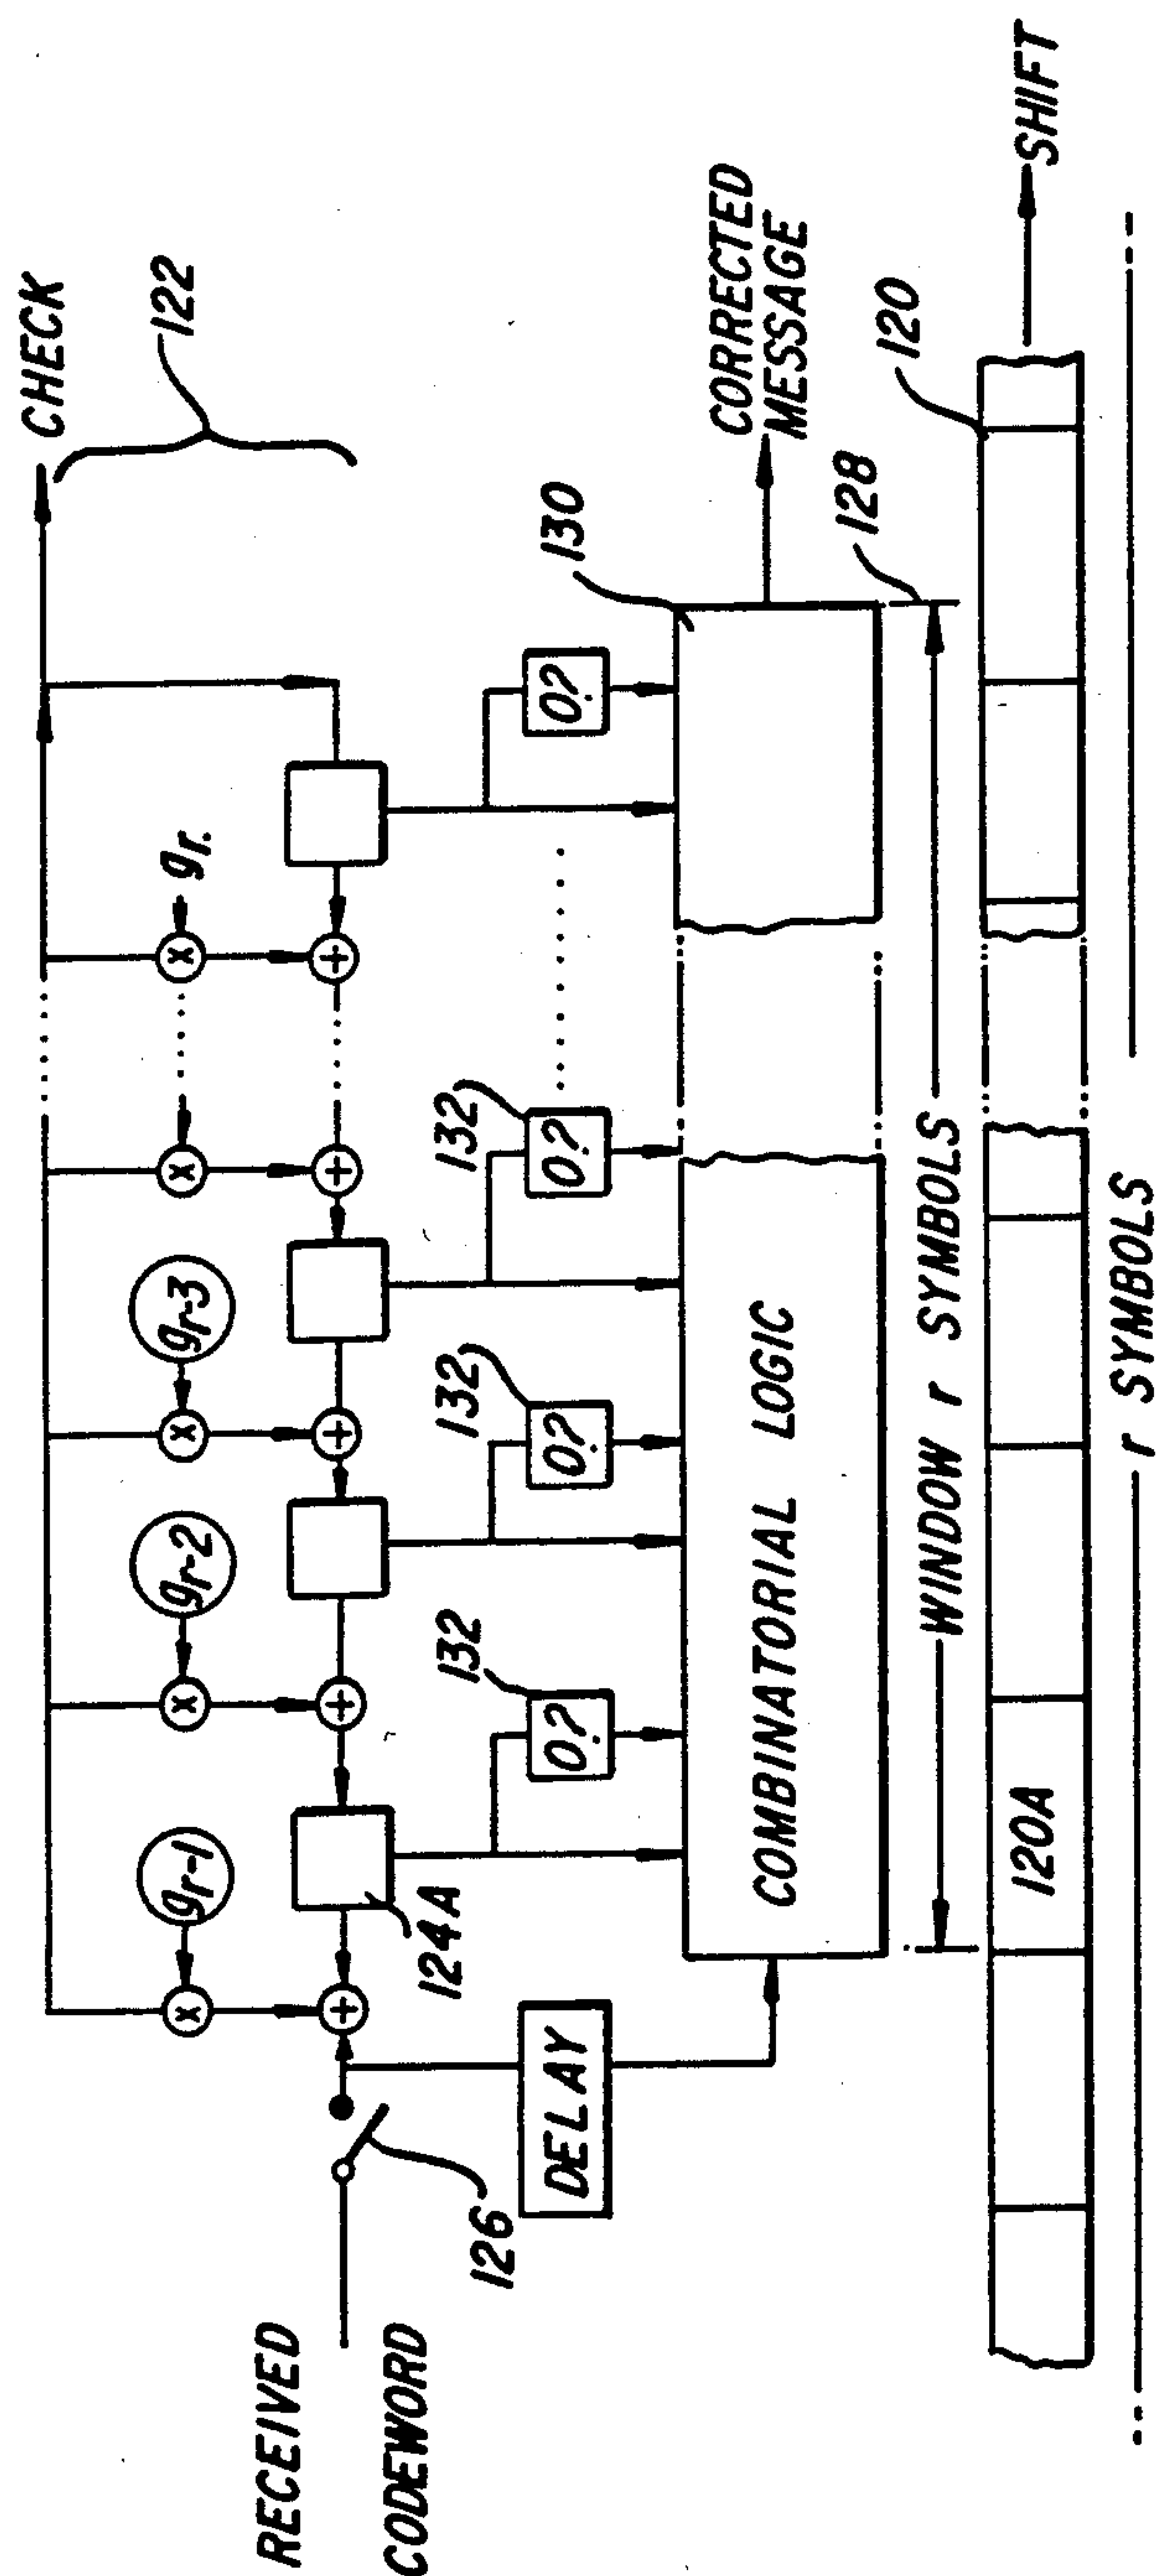 CHECK
122
gr-1
gr-2
gr-3
gr.
x
x
x
x
x
RECEIVED
CODEWORD
126
+
+
+
+
+
124A
DELAY
132
0?
132
0?
132
0?
0?
130
COMBINATORIAL LOGIC
CORRECTED
MESSAGE
WINDOW r SYMBOLS
128
120A
120
SHIFT
r SYMBOLS